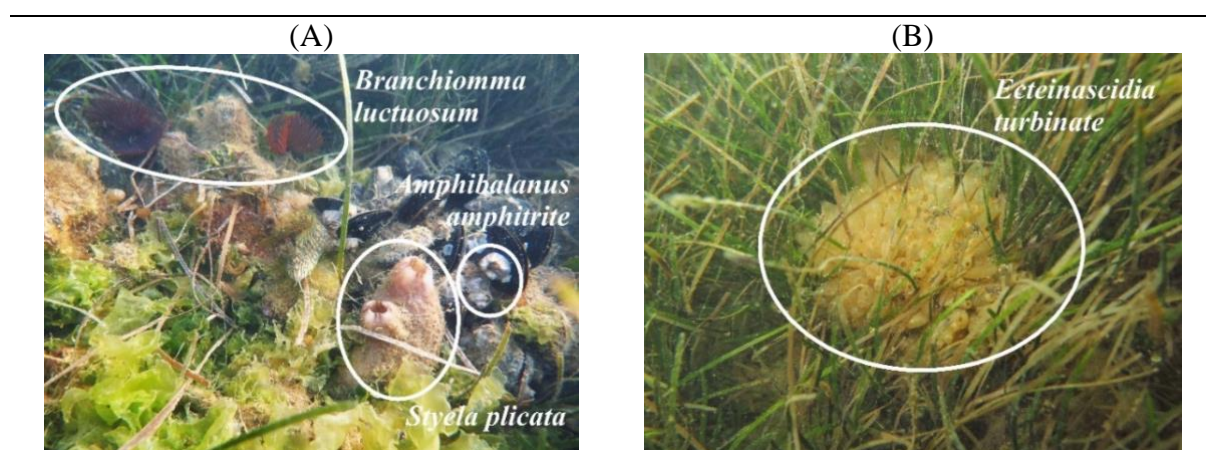 (A)
(B)
Branchiomma
luctuosum
Amphibalanus
amphitrite
Styela plicata
Ecteinascidia
turbinate